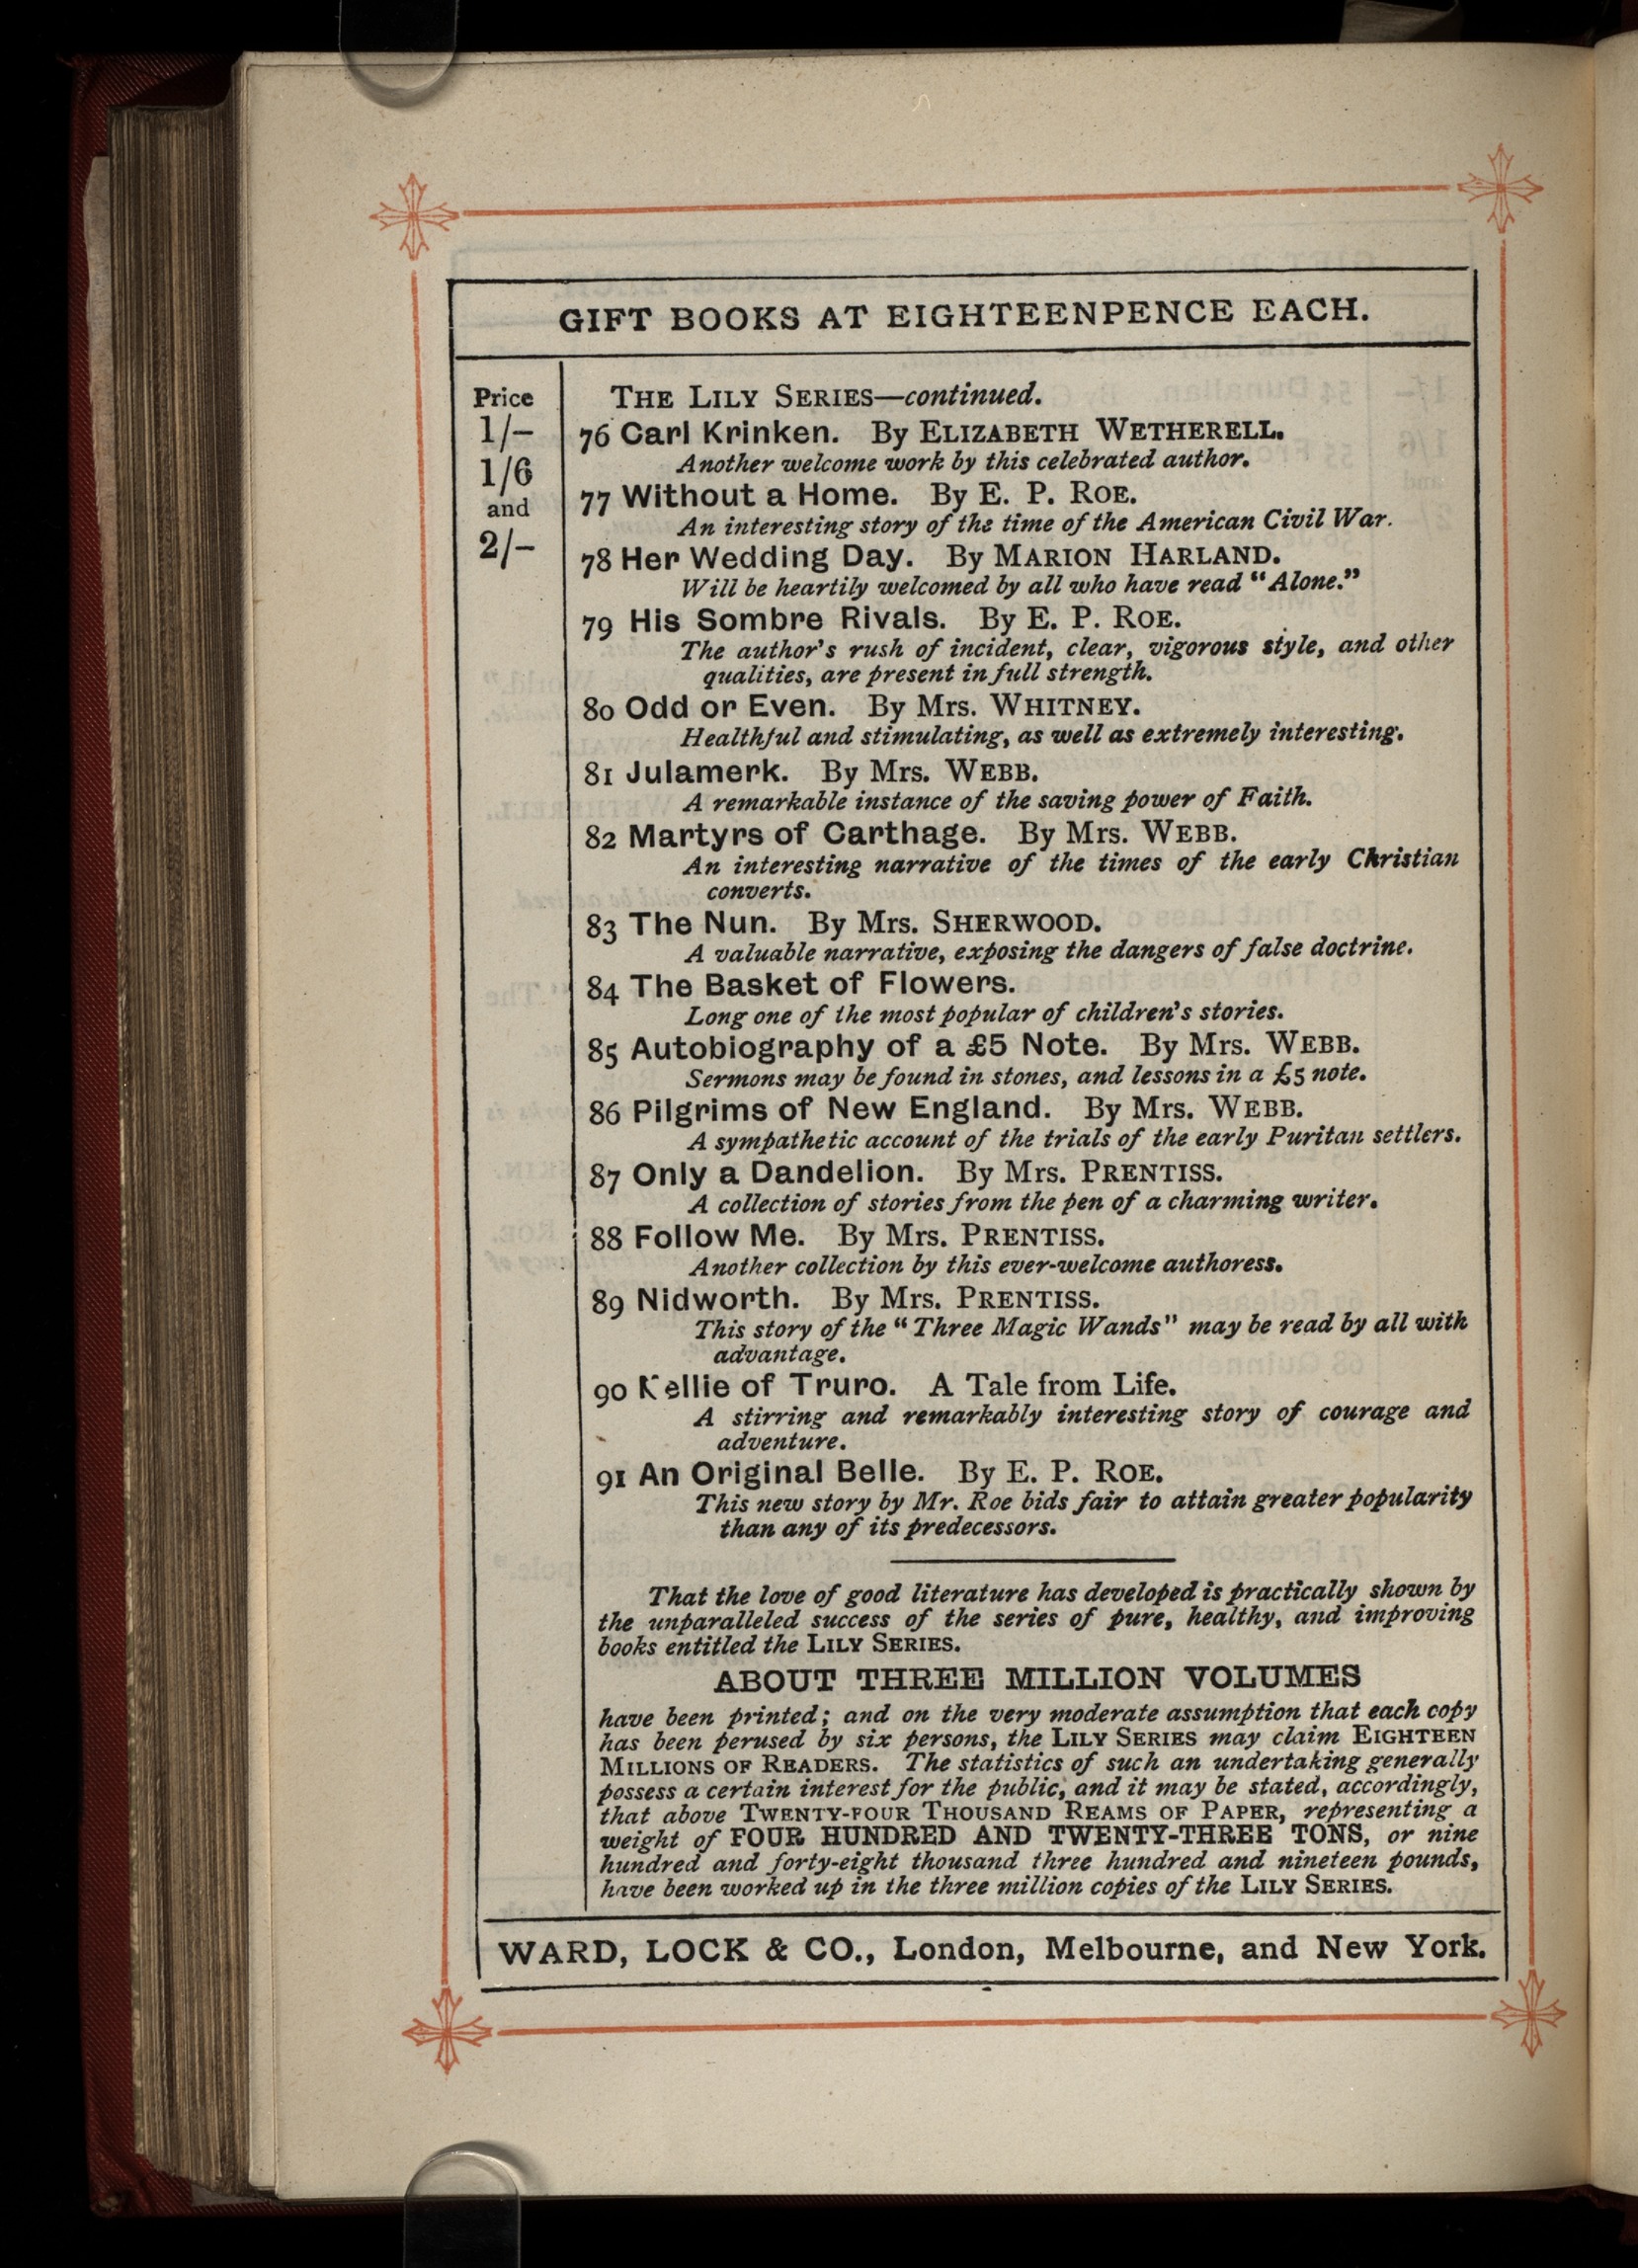 GIFT BOOKS AT EIGHTEENPENCE EACH.
Price
1/-
1/6
and
2/-
THE LILY SERIES—continued.
76 Carl Krinken. By ELIZABETH WETHERELL.
Another welcome work by this celebrated author.
77 Without a Home. By E. P. ROE.
An interesting story of the time of the American Civil War.
78 Her Wedding Day. By MARION HARLAND.
Will be heartily welcomed by all who have read "Alone."
79 His Sombre Rivals. By E. P. ROE.
The author's rush of incident, clear, vigorous style, and other
qualities, are present in full strength.
80 Odd or Even. By Mrs. WHITNEY.
Healthful and stimulating, as well as extremely interesting.
81 Julamerk. By Mrs. WEBB.
A remarkable instance of the saving power of Faith.
82 Martyrs of Carthage. By Mrs. WEBB.
An interesting narrative of the times of the early Christian
converts.
83 The Nun. By Mrs. SHERWOOD.
A valuable narrative, exposing the dangers of false doctrine.
84 The Basket of Flowers.
Long one of the most popular of children's stories.
85 Autobiography of a £5 Note. By Mrs. WEBB.
Sermons may be found in stones, and lessons in a £5 note.
86 Pilgrims of New England. By Mrs. WEBB.
A sympathetic account of the trials of the early Puritan settlers.
87 Only a Dandelion. By Mrs. PRENTISS.
A collection of stories from the pen of a charming writer.
88 Follow Me. By Mrs. PRENTISS.
Another collection by this ever-welcome authoress.
89 Nidworth. By Mrs. PRENTISS.
This story of the "Three Magic Wands" may be read by all with
advantage.
90 Nellie of Truro. A Tale from Life.
A stirring and remarkably interesting story of courage and
adventure.
91 An Original Belle. By E. P. ROE.
This new story by Mr. Roe bids fair to attain greater popularity
than any of its predecessors.
That the love of good literature has developed is practically shown by
the unparalleled success of the series of pure, healthy, and improving
books entitled the LILY SERIES.
ABOUT THREE MILLION VOLUMES
have been printed; and on the very moderate assumption that each copy
has been perused by six persons, the LILY SERIES may claim EIGHTEEN
MILLIONS OF READERS. The statistics of such an undertaking generally
possess a certain interest for the public, and it may be stated, accordingly,
that above TWENTY-FOUR THOUSAND REAMS OF PAPER, representing a
weight of FOUR HUNDRED AND TWENTY-THREE TONS, or nine
hundred and forty-eight thousand three hundred and nineteen pounds,
have been worked up in the three million copies of the LILY SERIES.
WARD, LOCK & CO., London, Melbourne, and New York.